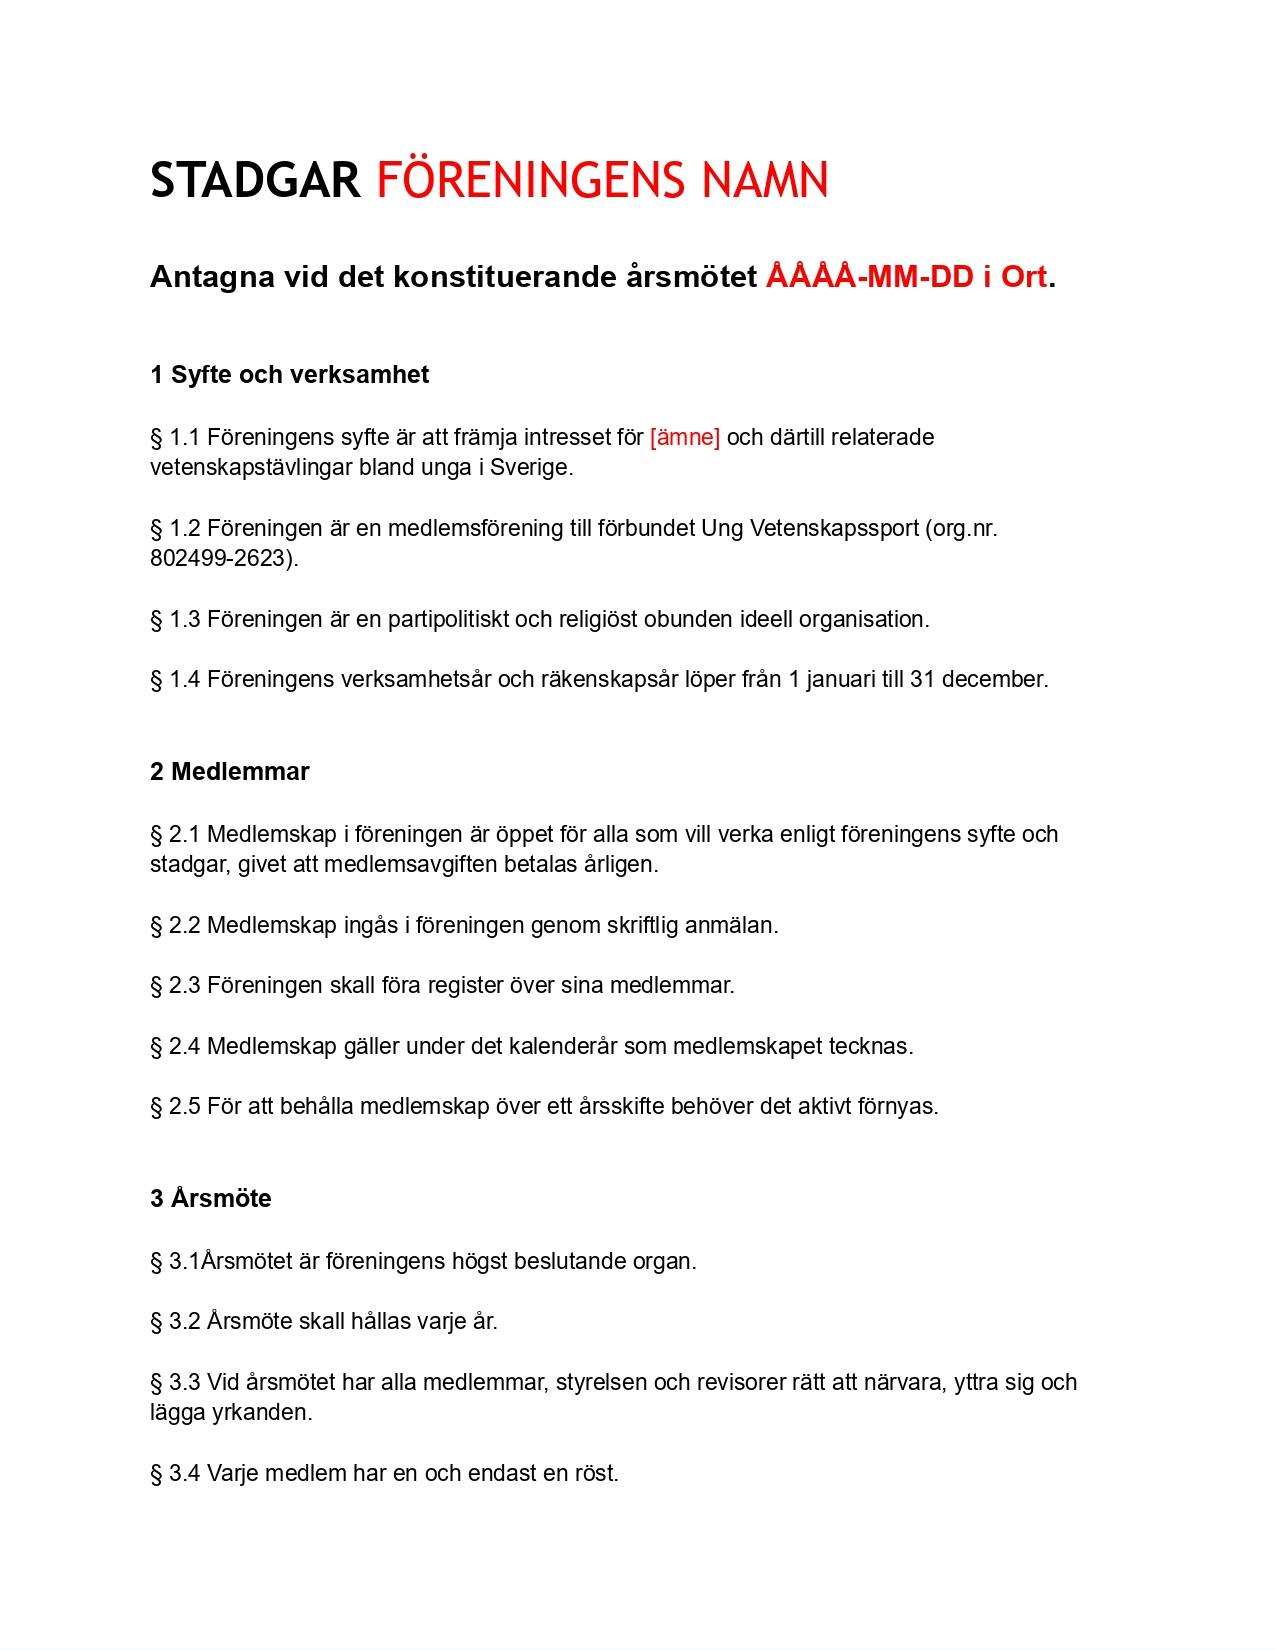 STADGAR FÖRENINGENS NAMN
Antagna vid det konstituerande årsmötet ÅÅÅÅ-MM-DD i Ort.
1 Syfte och verksamhet
§ 1.1 Föreningens syfte är att främja intresset för [ämne] och därtill relaterade
vetenskapstävlingar bland unga i Sverige.
§ 1.2 Föreningen är en medlemsförening till förbundet Ung Vetenskapssport (org.nr.
802499-2623).
§ 1.3 Föreningen är en partipolitiskt och religiöst obunden ideell organisation.
§ 1.4 Föreningens verksamhetsår och räkenskapsår löper från 1 januari till 31 december.
2 Medlemmar
§ 2.1 Medlemskap i föreningen är öppet för alla som vill verka enligt föreningens syfte och
stadgar, givet att medlemsavgiften betalas årligen.
§ 2.2 Medlemskap ingås i föreningen genom skriftlig anmälan.
§ 2.3 Föreningen skall föra register över sina medlemmar.
§ 2.4 Medlemskap gäller under det kalenderår som medlemskapet tecknas.
§ 2.5 För att behålla medlemskap över ett årsskifte behöver det aktivt förnyas.
3 Årsmöte
§ 3.1Årsmötet är föreningens högst beslutande organ.
§ 3.2 Årsmöte skall hållas varje år.
§ 3.3 Vid årsmötet har alla medlemmar, styrelsen och revisorer rätt att närvara, yttra sig och
lägga yrkanden.
§ 3.4 Varje medlem har en och endast en röst.